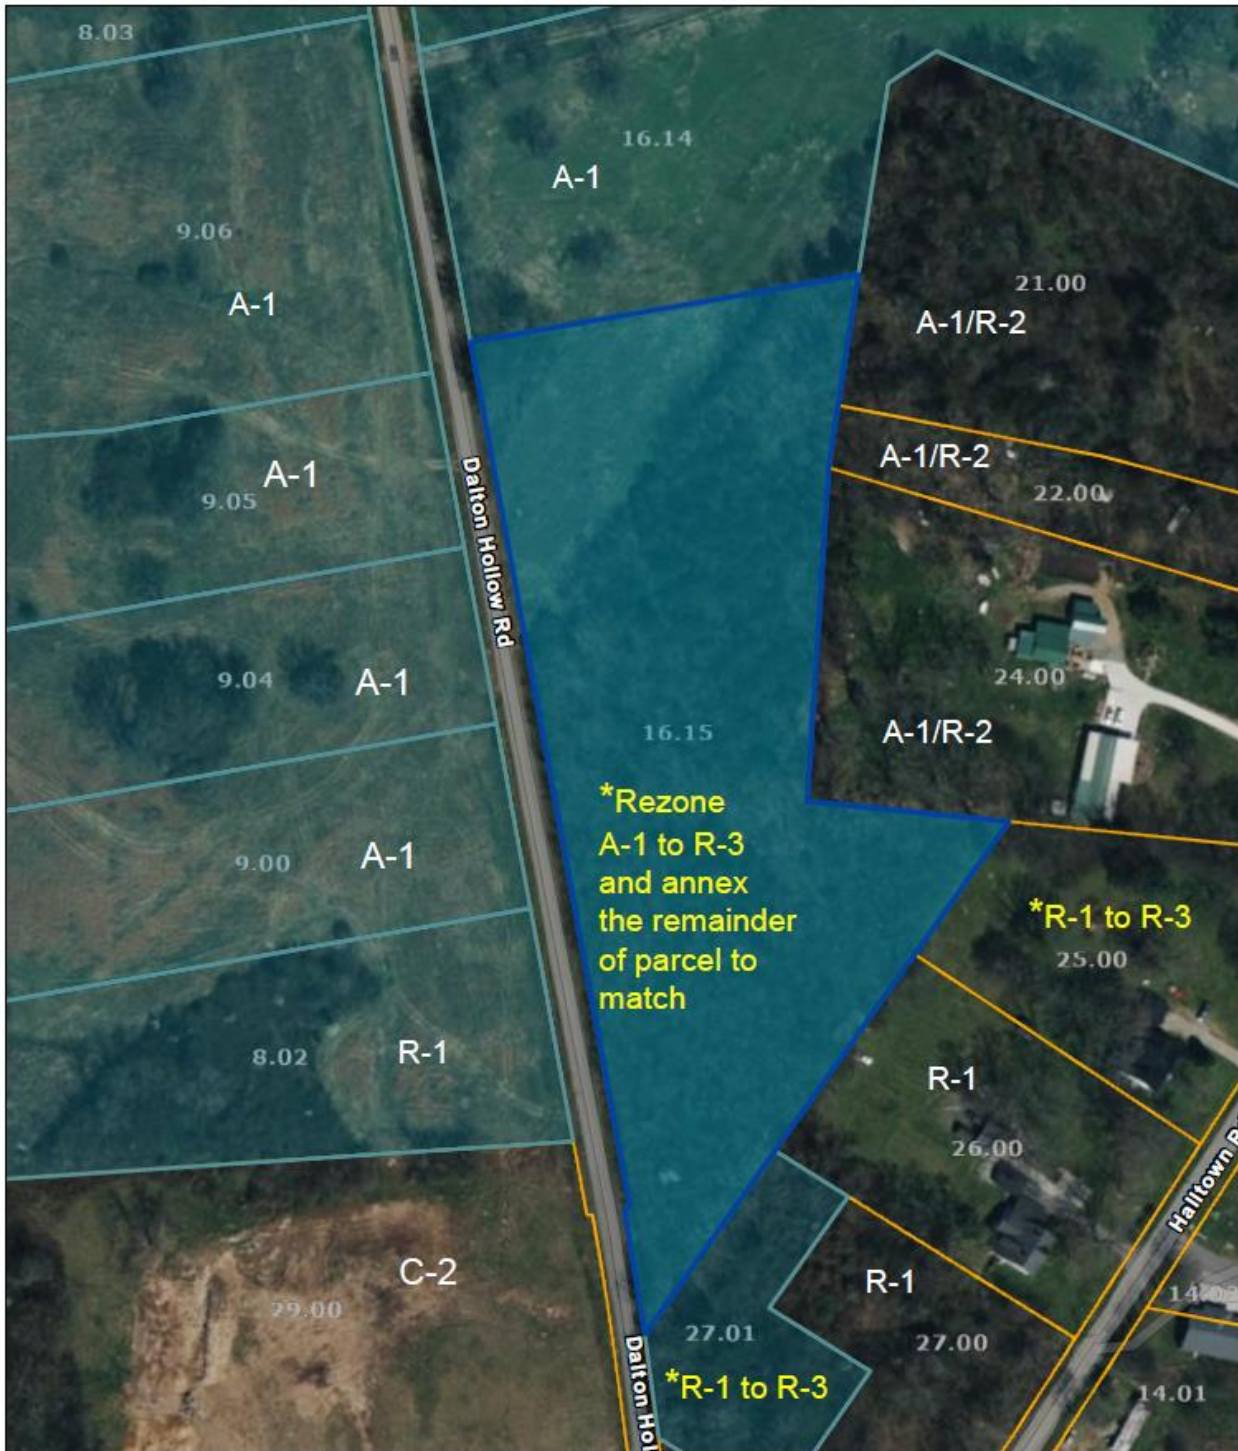 8.03
16.14
A-1
9.06
A-1
21.00
A-1/R-2
A-1
9.05
A-1/R-2
22.00
Dalton Hollow Rd
9.04
A-1
24.00
A-1/R-2
16.15
*Rezone
A-1 to R-3
and annex
the remainder
of parcel to
match
9.00
A-1
*R-1 to R-3
25.00
8.02
R-1
R-1
26.00
Halltown
C-2
29.00
R-1
27.00
27.01
*R-1 to R-3
Dalton Hol
14.01